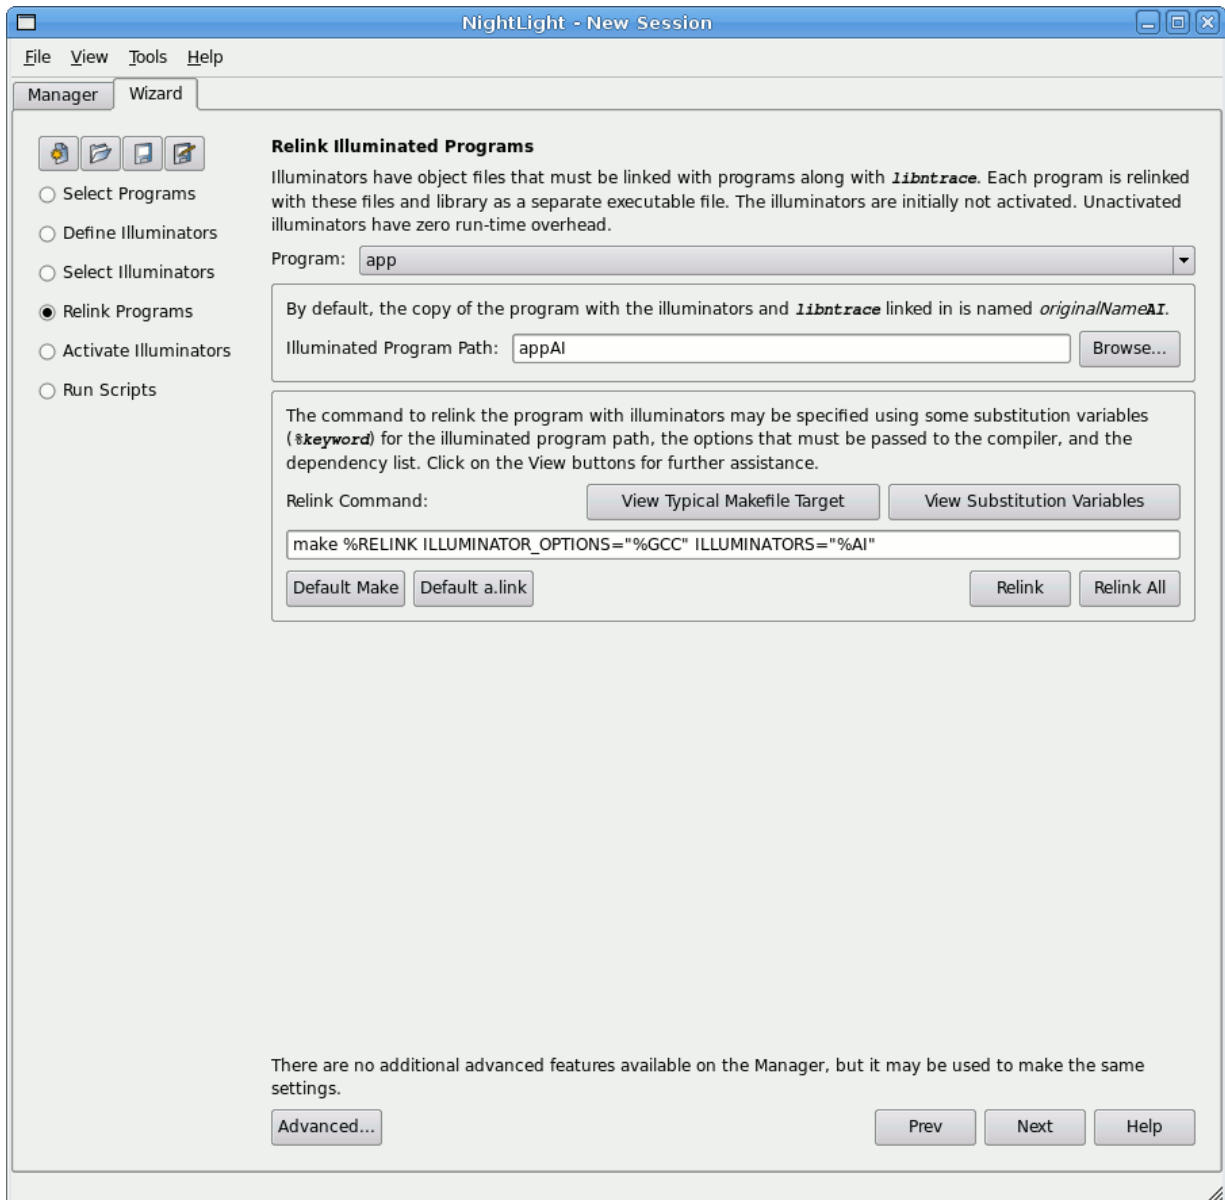 NightLight - New Session
File View Tools Help
Manager Wizard
Relink Illuminated Programs
Illuminators have object files that must be linked with programs along with libntrace. Each program is relinked
with these files and library as a separate executable file. The illuminators are initially not activated. Unactivated
illuminators have zero run-time overhead.
Select Programs
Define Illuminators
Select Illuminators
Relink Programs
Activate Illuminators
Run Scripts
Program: app
By default, the copy of the program with the illuminators and libntrace linked in is named originalNameAI.
Illuminated Program Path: appAI Browse...
The command to relink the program with illuminators may be specified using some substitution variables
(%keyword) for the illuminated program path, the options that must be passed to the compiler, and the
dependency list. Click on the View buttons for further assistance.
Relink Command: View Typical Makefile Target View Substitution Variables
make %RELINK ILLUMINATOR_OPTIONS="%GCC" ILLUMINATORS="%AI"
Default Make Default a.link Relink Relink All
There are no additional advanced features available on the Manager, but it may be used to make the same
settings.
Advanced... Prev Next Help